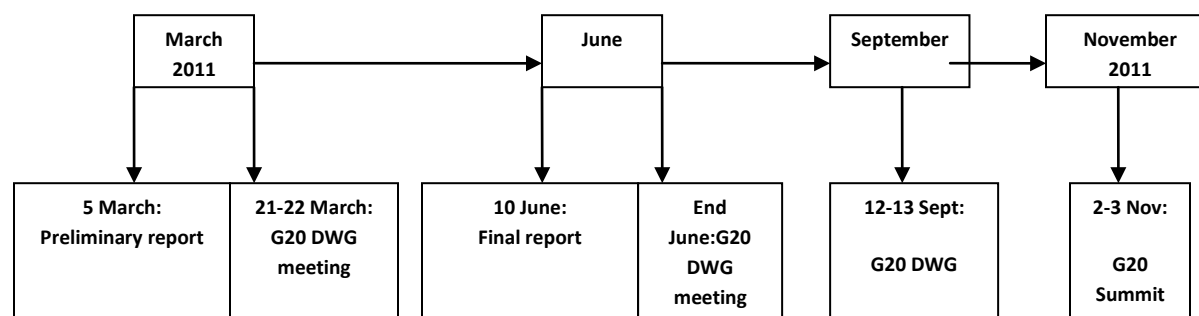 March
2011
June
September
November
2011
5 March:
Preliminary report
21-22 March:
G20 DWG
meeting
10 June:
Final report
End
June:G20
DWG
meeting
12-13 Sept:
G20 DWG
2-3 Nov:
G20
Summit